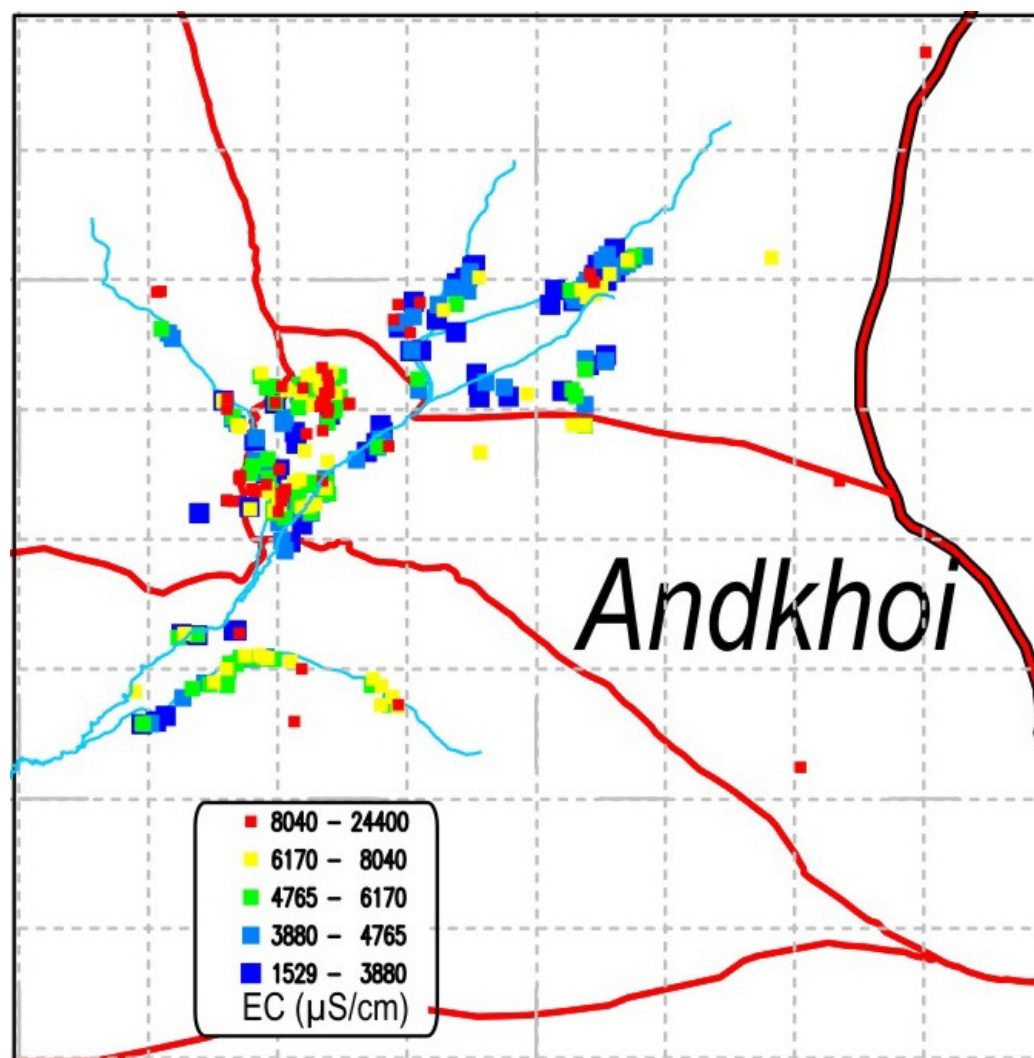 Andkhoi
8040 – 24400
6170 – 8040
4765 – 6170
3880 – 4765
1529 – 3880
EC (µS/cm)